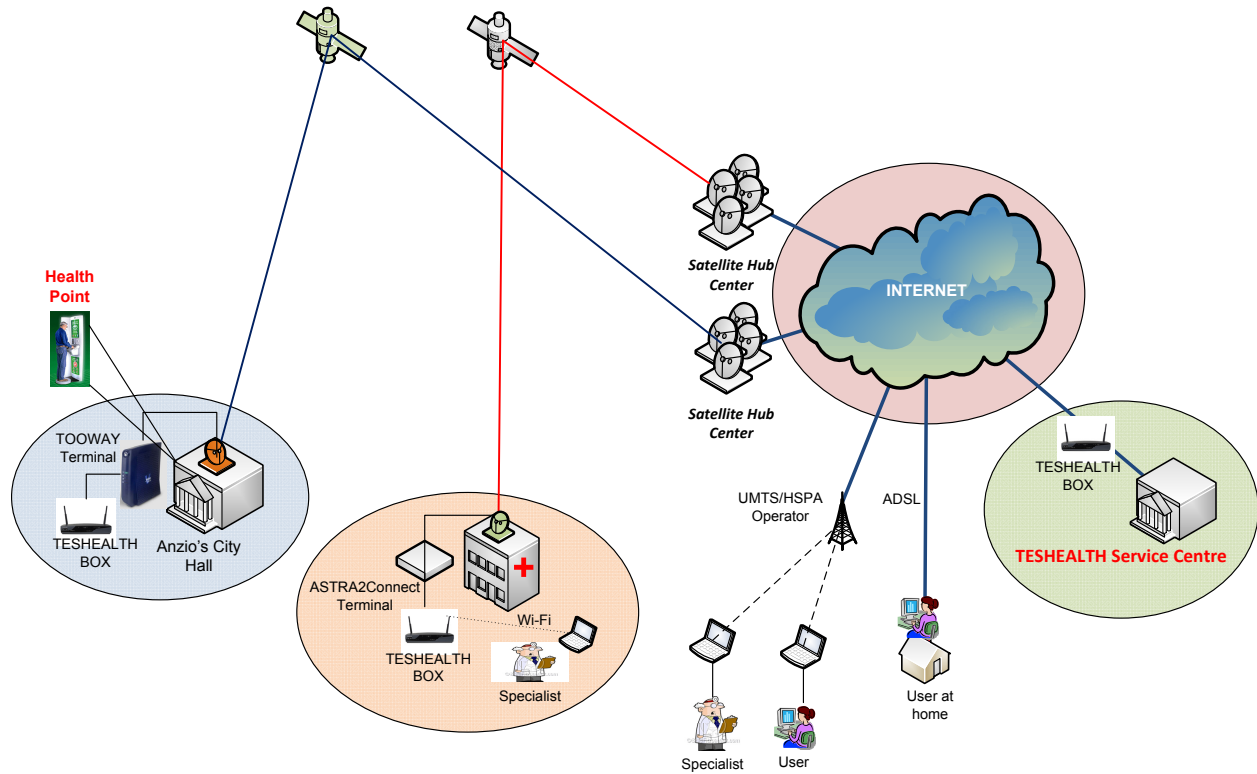 Health
Point
TOOWAY
Terminal
TESHEALTH
BOX
Anzio's City
Hall
ASTRA2Connect
Terminal
Wi-Fi
TESHEALTH
BOX
Specialist
Satellite Hub
Center
Satellite Hub
Center
INTERNET
UMTS/HSPA
Operator
ADSL
TESHEALTH
BOX
TESHEALTH Service Centre
User at
home
Specialist
User